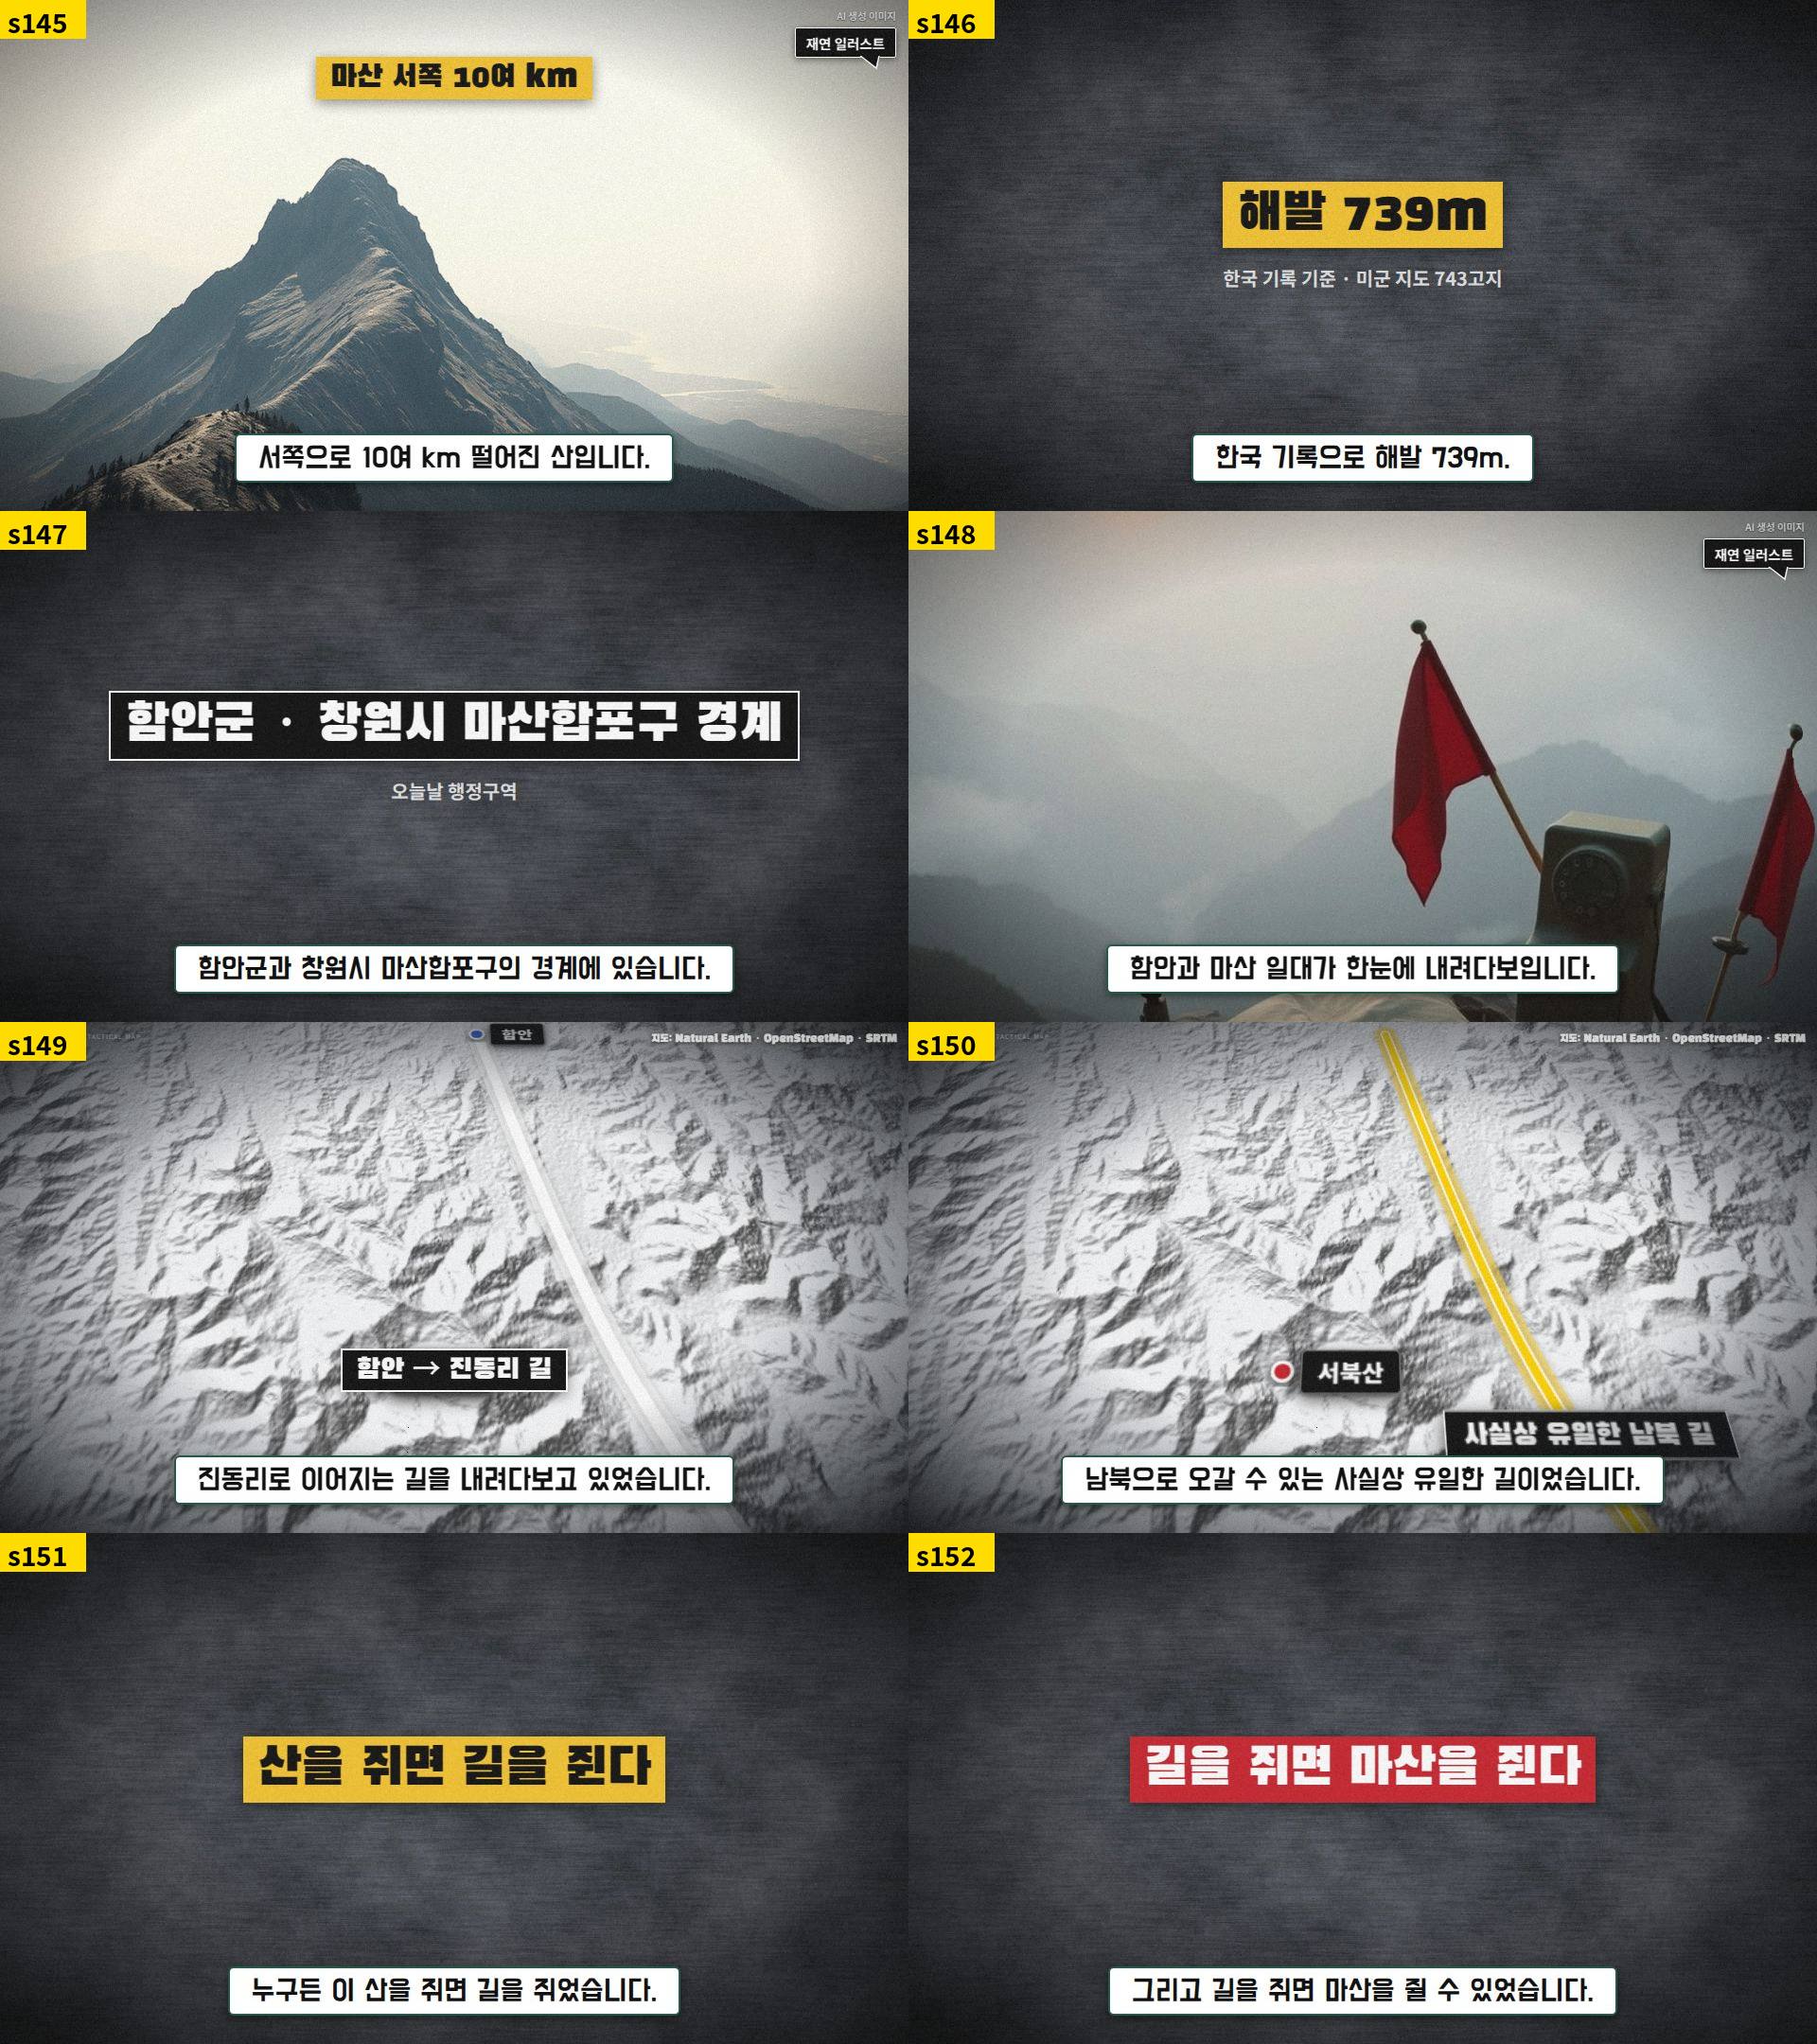 s145
AI 생성 이미지
재연 일러스트
마산 서쪽 10여 km
서쪽으로 10여 km 떨어진 산입니다.
s146
해발 739m
한국 기록 기준 · 미군 지도 743고지
한국 기록으로 해발 739m.
s147
함안군 · 창원시 마산합포구 경계
오늘날 행정구역
함안군과 창원시 마산합포구의 경계에 있습니다.
s148
AI 생성 이미지
재연 일러스트
함안과 마산 일대가 한눈에 내려다보입니다.
s149
TACTICAL MAP
함안
지도: Natural Earth · OpenStreetMap · SRTM
함안 → 진동리 길
진동리로 이어지는 길을 내려다보고 있었습니다.
s150
TACTICAL MAP
지도: Natural Earth · OpenStreetMap · SRTM
서북산
사실상 유일한 남북 길
남북으로 오갈 수 있는 사실상 유일한 길이었습니다.
s151
산을 쥐면 길을 쥔다
누구든 이 산을 쥐면 길을 쥐었습니다.
s152
길을 쥐면 마산을 쥔다
그리고 길을 쥐면 마산을 쥘 수 있었습니다.